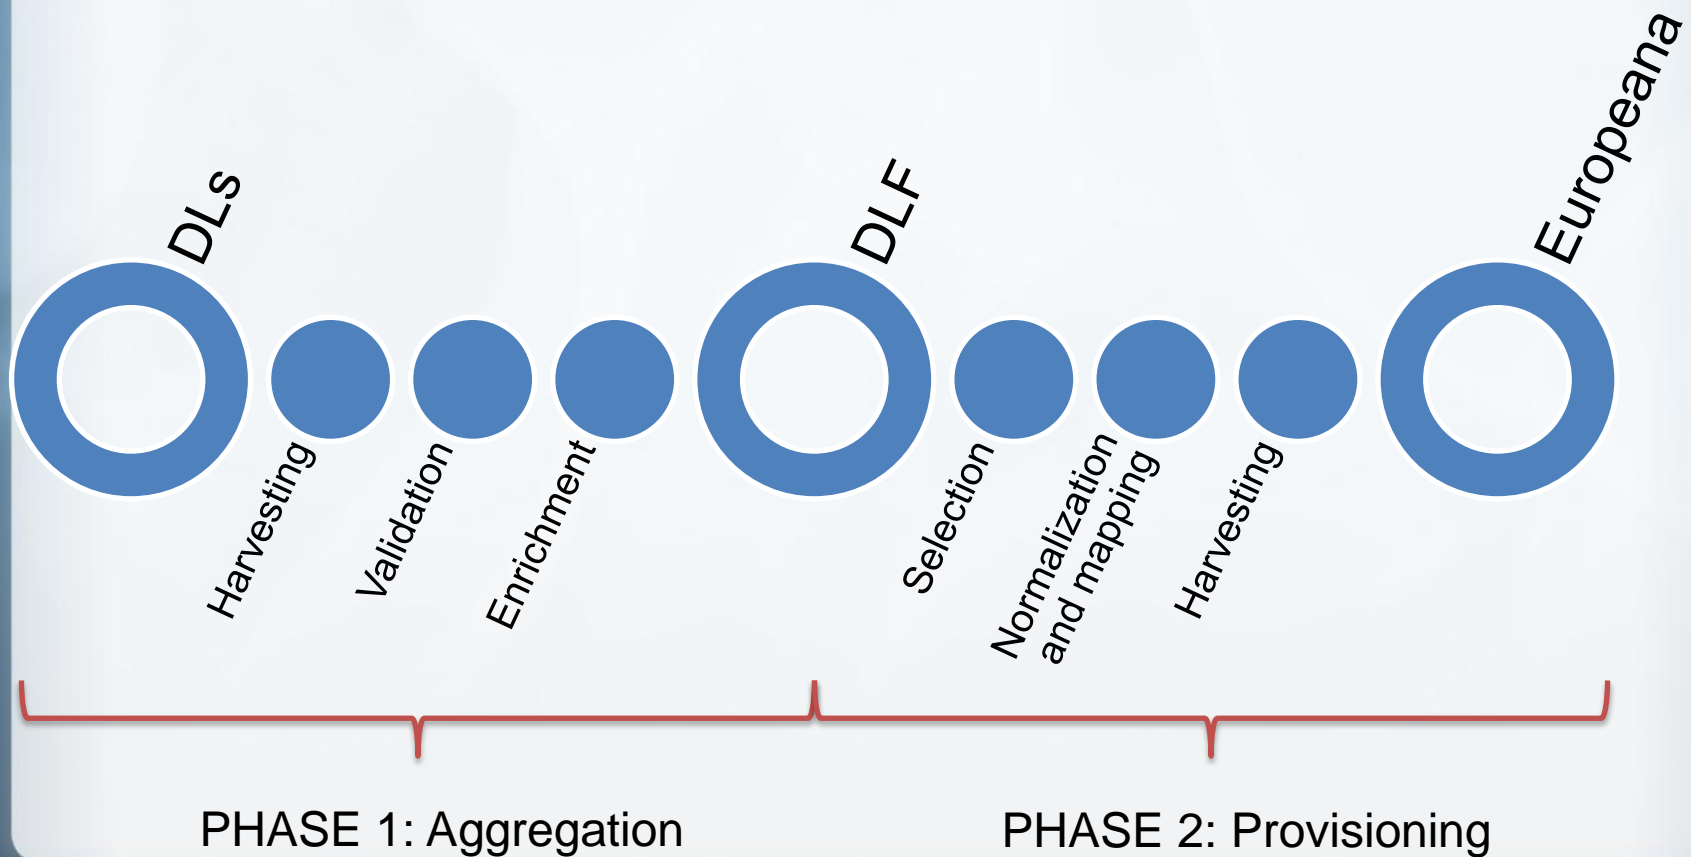 DLs
DLF
Europeana
Harvesting
Validation
Enrichment
Selection
Normalization
and mapping
Harvesting
PHASE 1: Aggregation
PHASE 2: Provisioning